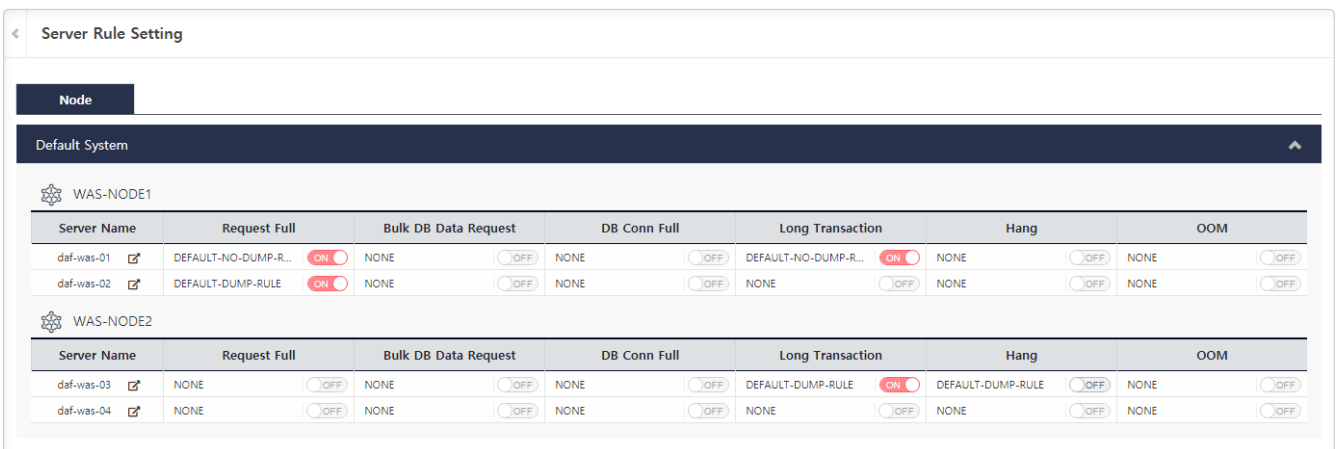 Server Rule Setting
Node
Default System
WAS-NODE1
Server Name Request Full Bulk DB Data Request DB Conn Full Long Transaction Hang OOM
daf-was-01 DEFAULT-NO-DUMP-R... ON NONE OFF NONE OFF DEFAULT-NO-DUMP-R... ON NONE OFF NONE OFF
daf-was-02 DEFAULT-DUMP-RULE ON NONE OFF NONE OFF NONE OFF NONE OFF NONE OFF
WAS-NODE2
Server Name Request Full Bulk DB Data Request DB Conn Full Long Transaction Hang OOM
daf-was-03 NONE OFF NONE OFF NONE OFF DEFAULT-DUMP-RULE ON DEFAULT-DUMP-RULE OFF NONE OFF
daf-was-04 NONE OFF NONE OFF NONE OFF NONE OFF NONE OFF NONE OFF